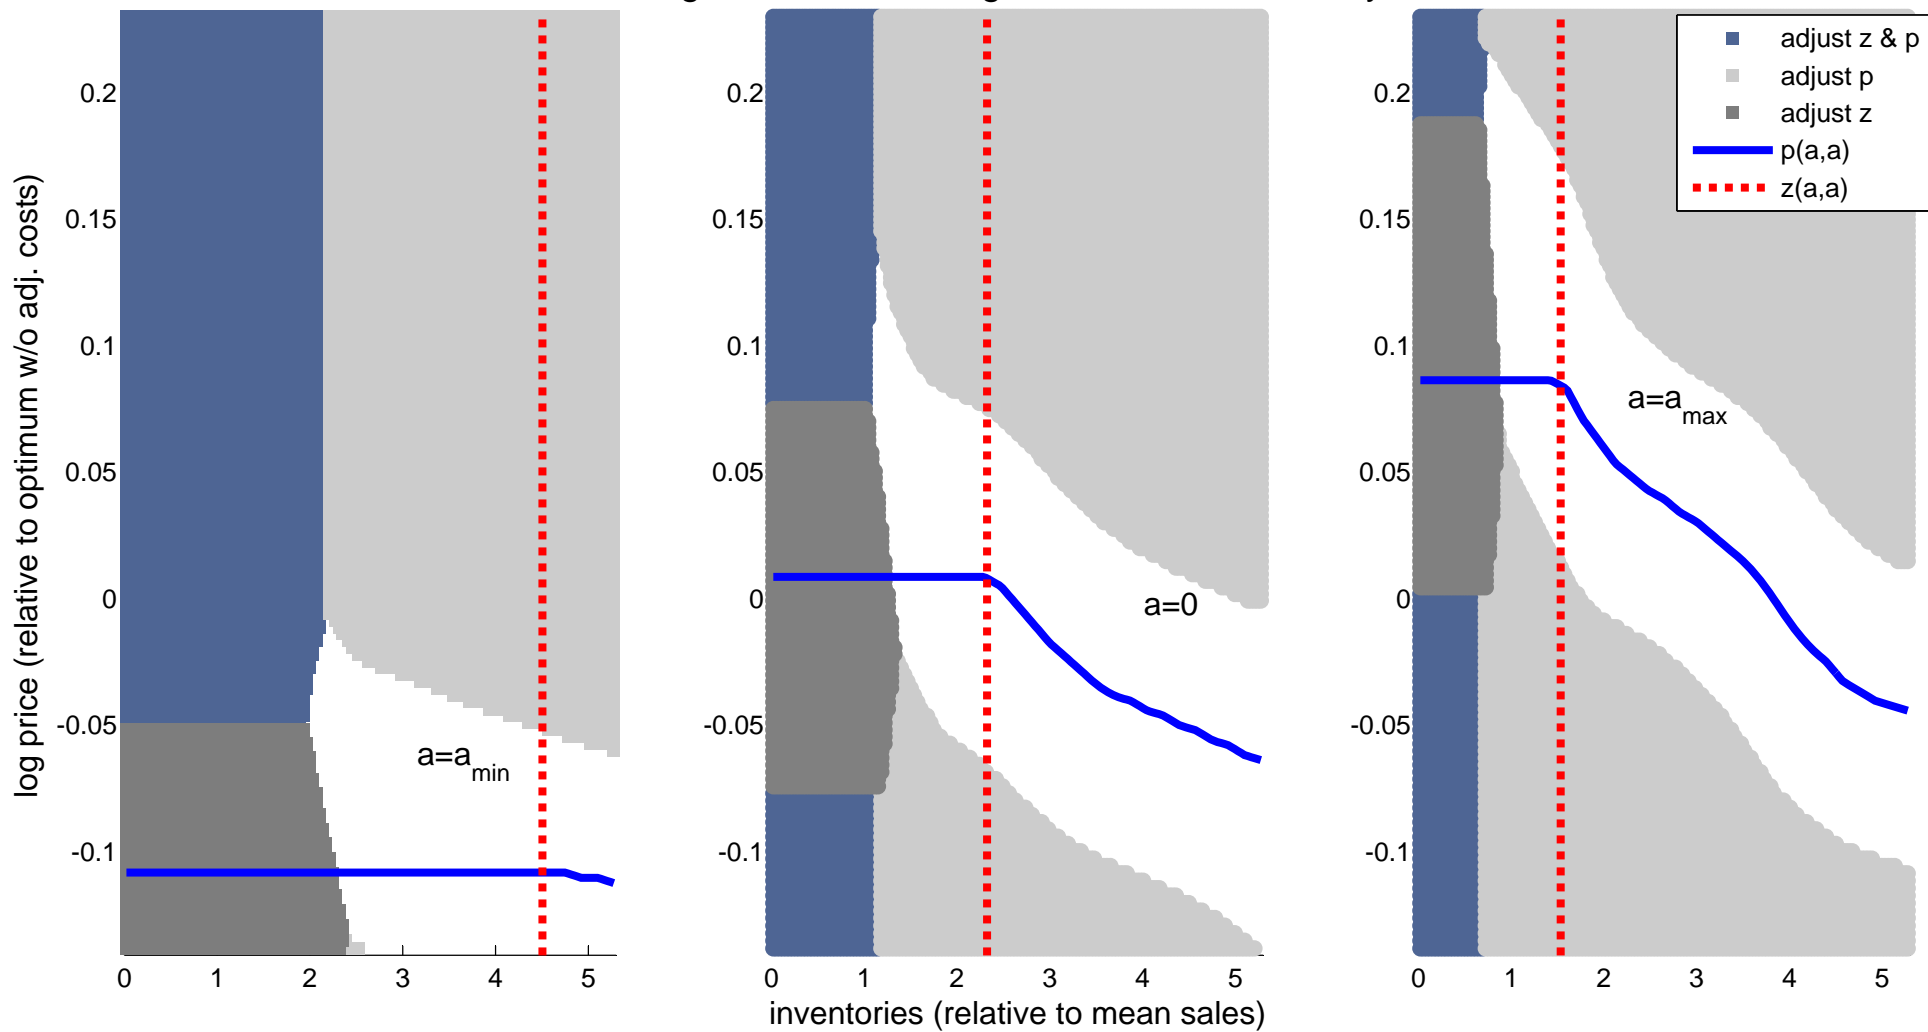 adjust z & p
adjust p
adjust z
p(a,a)
z(a,a)
log price (relative to optimum w/o adj. costs)
0.2
0.15
0.1
0.05
0
-0.05
-0.1
a=a_min
0 1 2 3 4 5
0.2
0.15
0.1
0.05
0
-0.05
-0.1
a=0
0 1 2 3 4 5
0.2
0.15
0.1
0.05
0
-0.05
-0.1
a=a_max
0 1 2 3 4 5
inventories (relative to mean sales)